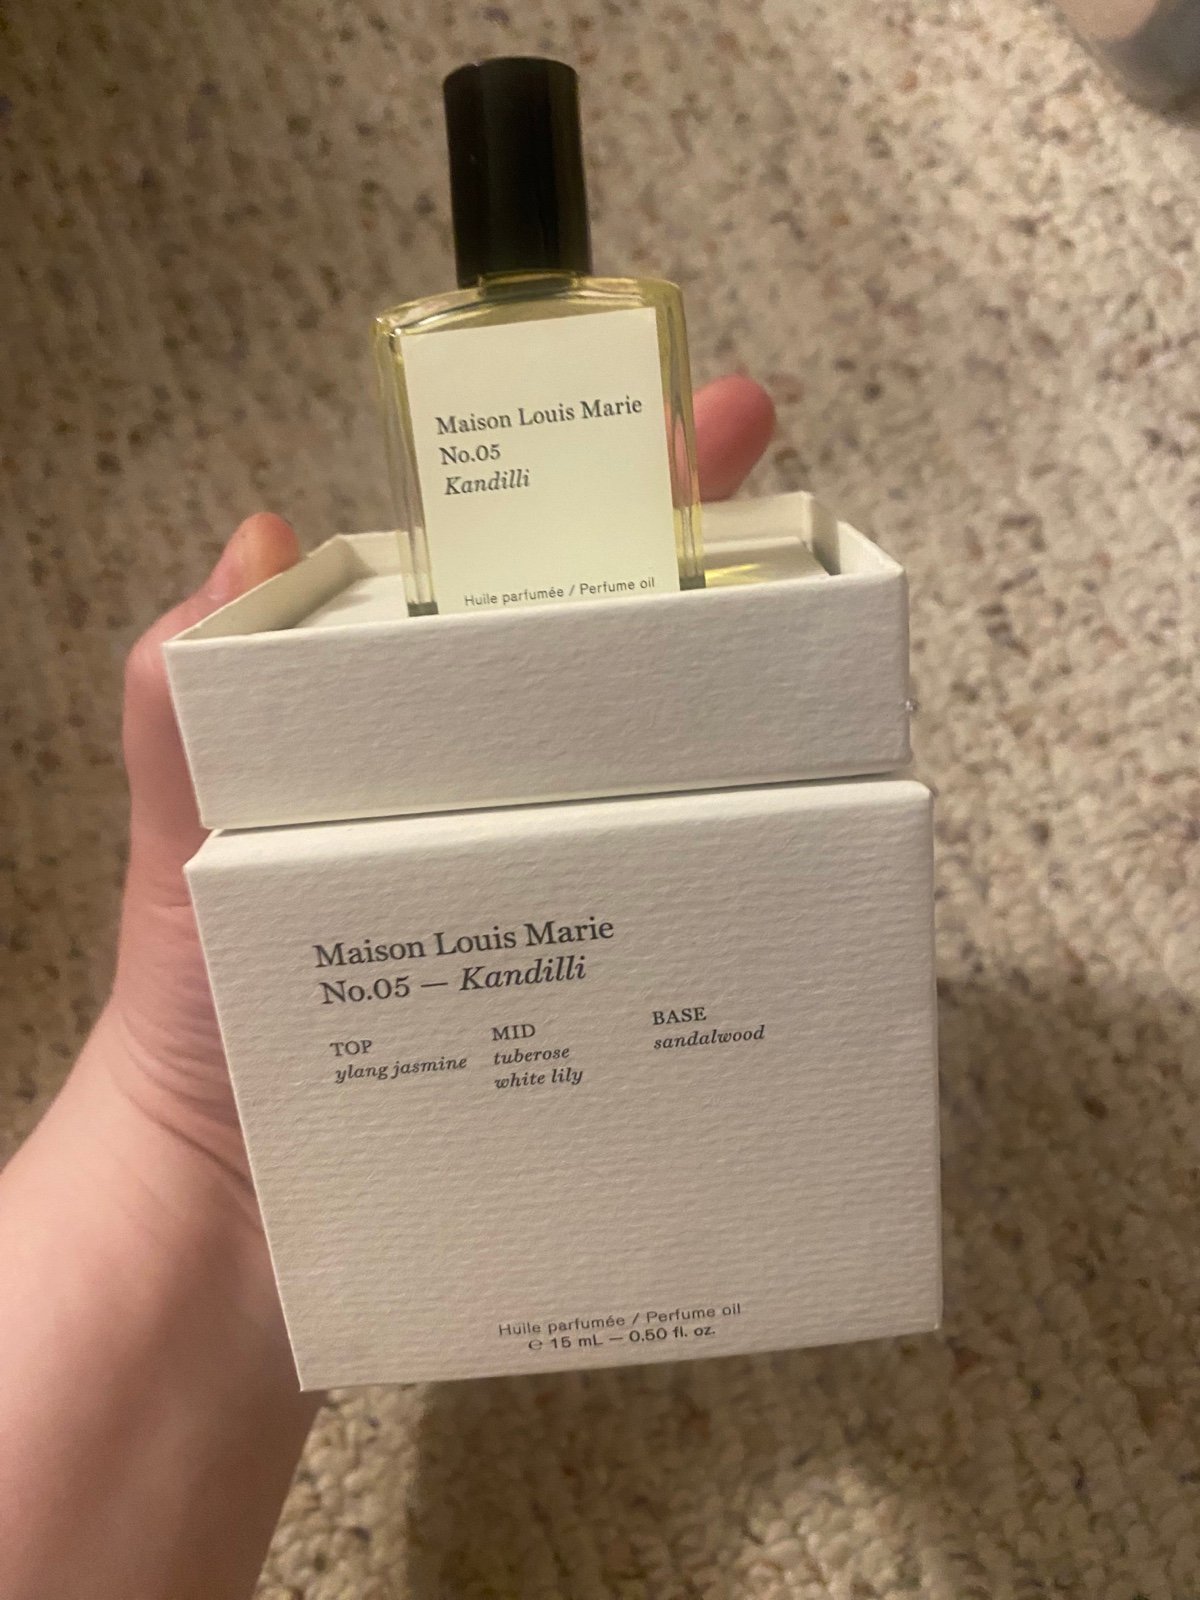 Maison Louis Marie
No.05
Kandilli
Huile parfumée / Perfume oil
Maison Louis Marie
No.05 — Kandilli
TOP
ylang jasmine
MID
tuberose
white lily
BASE
sandalwood
Huile parfumée / Perfume oil
℮ 15 mL — 0.50 fl. oz.